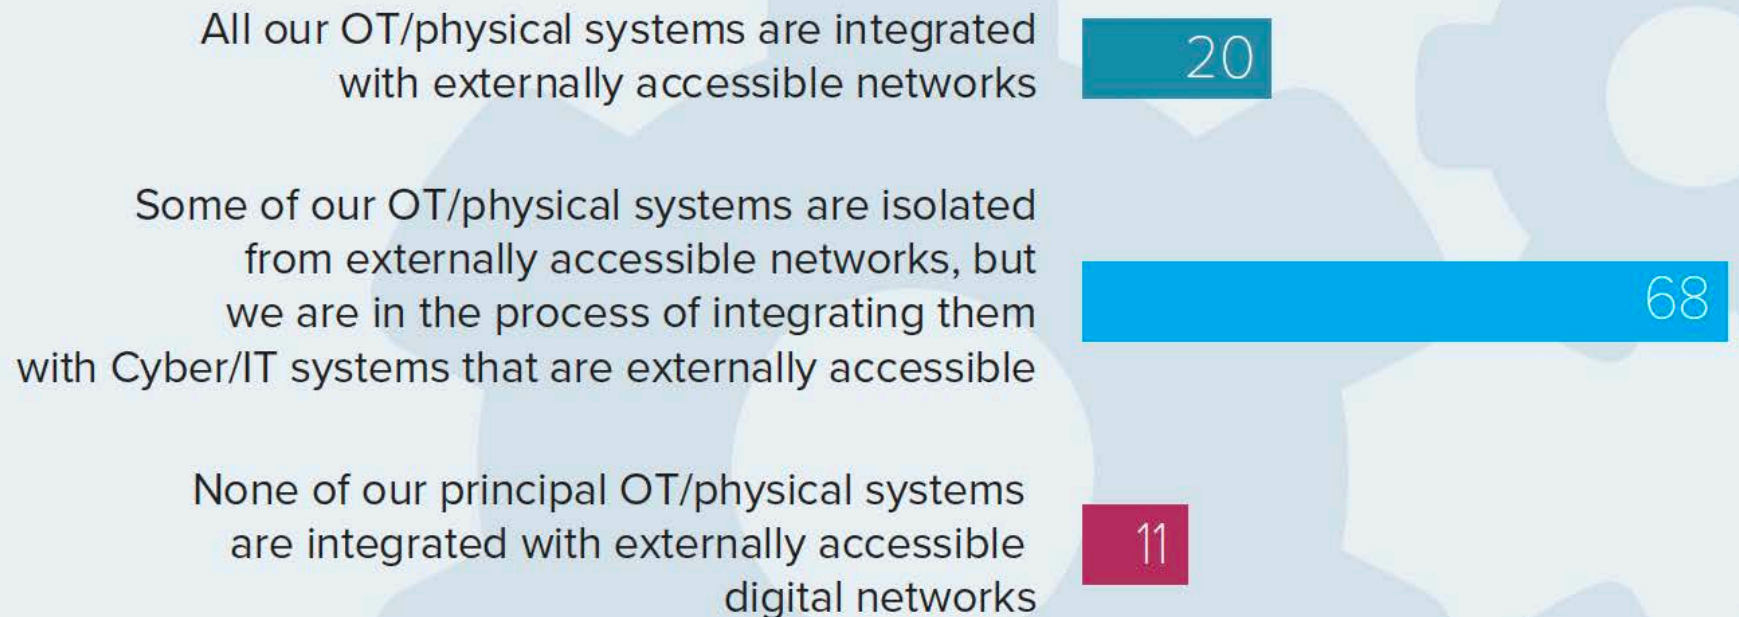 All our OT/physical systems are integrated
with externally accessible networks
20
Some of our OT/physical systems are isolated
from externally accessible networks, but
we are in the process of integrating them
with Cyber/IT systems that are externally accessible
68
None of our principal OT/physical systems
are integrated with externally accessible
digital networks
11